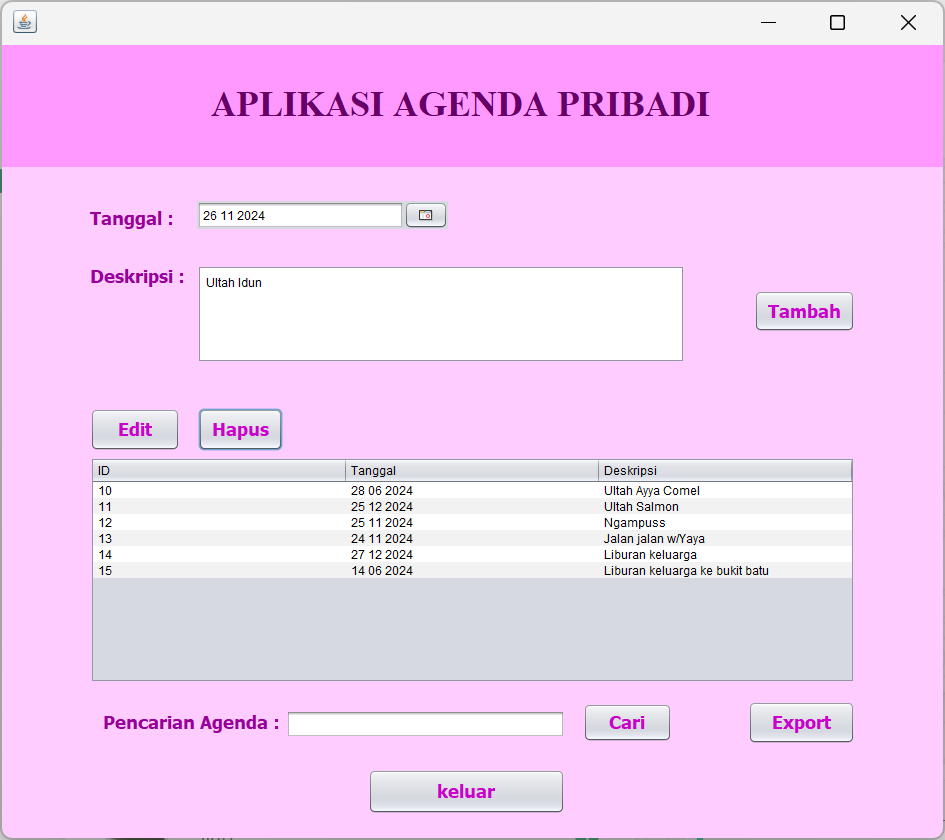 APLIKASI AGENDA PRIBADI
Tanggal : 26 11 2024
Deskripsi : Ultah Idun
Tambah
Edit Hapus
ID Tanggal Deskripsi
10 28 06 2024 Ultah Ayya Comel
11 25 12 2024 Ultah Salmon
12 25 11 2024 Ngampuss
13 24 11 2024 Jalan jalan w/Yaya
14 27 12 2024 Liburan keluarga
15 14 06 2024 Liburan keluarga ke bukit batu
Pencarian Agenda : Cari Export
keluar